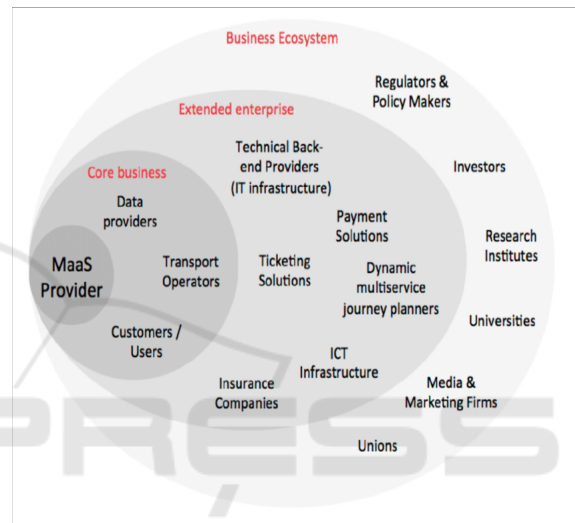 Business Ecosystem
Regulators &
Policy Makers
Extended enterprise
Technical Back-
end Providers
(IT infrastructure)
Investors
Core business
Data
providers
Payment
Solutions
Research
Institutes
MaaS
Provider
Transport
Operators
Ticketing
Solutions
Dynamic
multiservice
journey planners
Universities
Customers /
Users
ICT
Infrastructure
Insurance
Companies
Media &
Marketing Firms
Unions
PRESS